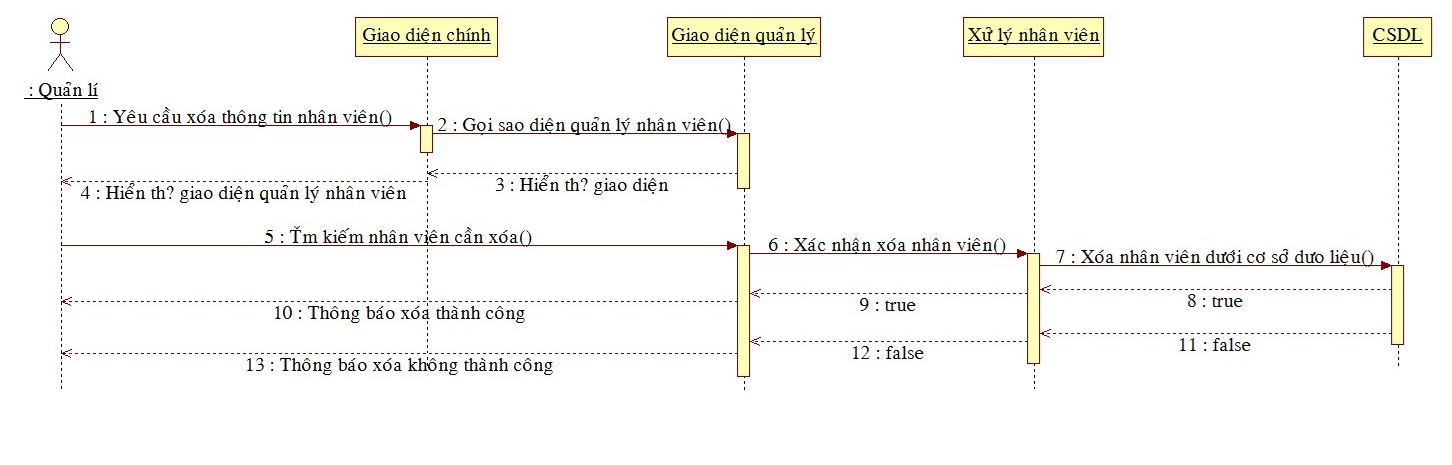 Giao diện chính
Giao diện quản lý
Xử lý nhân viên
CSDL
: Quản lí
1 : Yêu cầu xóa thông tin nhân viên()
2 : Gọi sao diện quản lý nhân viên()
3 : Hiển th? giao diện
4 : Hiển th? giao diện quản lý nhân viên
5 : Ťm kiếm nhân viên cần xóa()
6 : Xác nhận xóa nhân viên()
7 : Xóa nhân viên dưới cơ sở dưo liệu()
8 : true
9 : true
10 : Thông báo xóa thành công
11 : false
12 : false
13 : Thông báo xóa không thành công